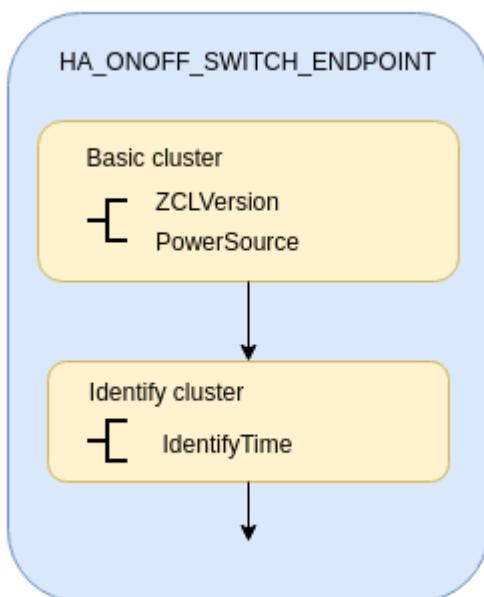 HA_ONOFF_SWITCH_ENDPOINT
Basic cluster
ZCLVersion
PowerSource
Identify cluster
IdentifyTime